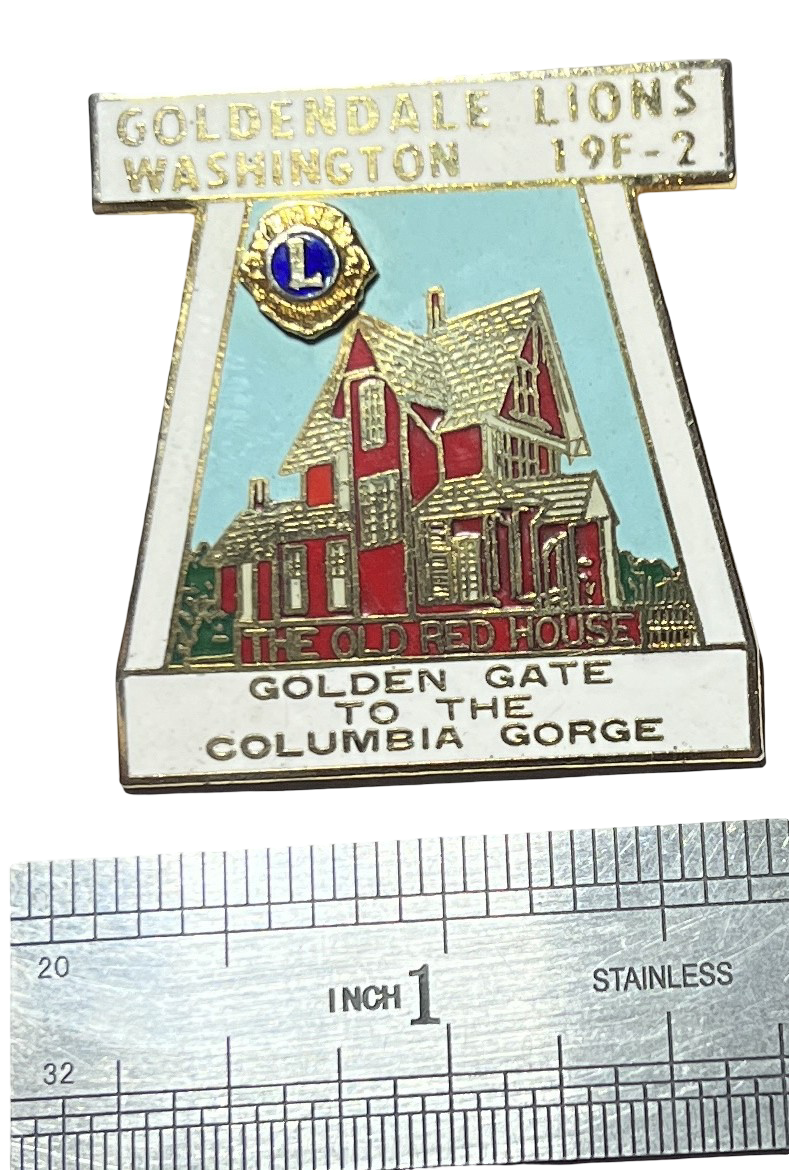 GOLDENDALE LIONS
WASHINGTON 19F-2
L
THE OLD RED HOUSE
GOLDEN GATE
TO THE
COLUMBIA GORGE
20
INCH 1 STAINLESS
32